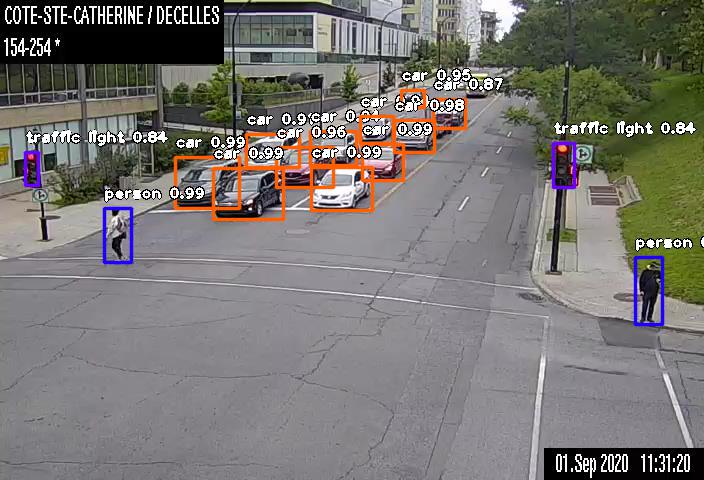 COTE-STE-CATHERINE / DECELLES
154-254 *
car 0.95
car 0.87
car 0.98
car 0.96
car 0.99
car 0.99
car 0.99
car 0.99
traffic light 0.84
traffic light 0.84
person 0.99
person
01.Sep 2020 11:31:20